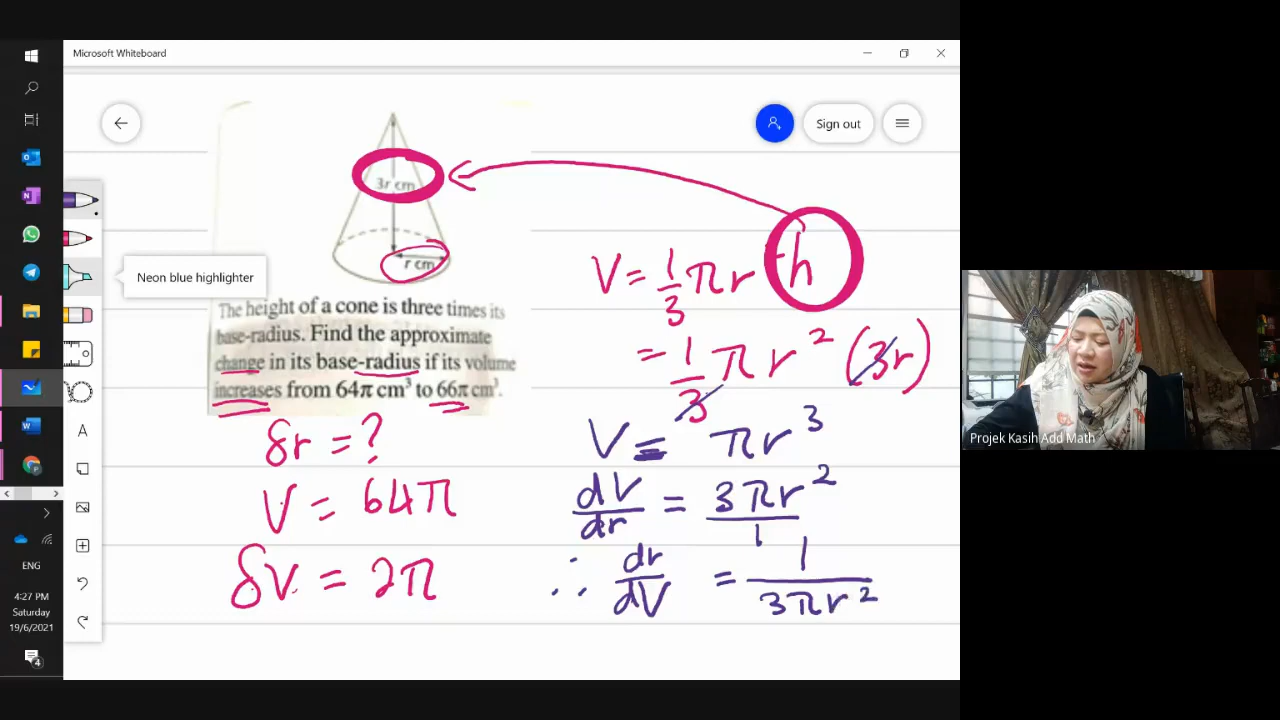 Microsoft Whiteboard
Sign out
3r cm
r cm
Neon blue highlighter
The height of a cone is three times its
base-radius. Find the approximate
change in its base-radius if its volume
increases from 64π cm³ to 66π cm³.
δr = ?
V = 64π
δV = 2π
V = 1/3 πr h
= 1/3 πr² (3r)
V = πr³
dV/dr = 3πr²/1
∴ dr/dV = 1/3πr²
A
ENG
4:27 PM
Saturday
19/6/2021
4
Projek Kasih Add Math